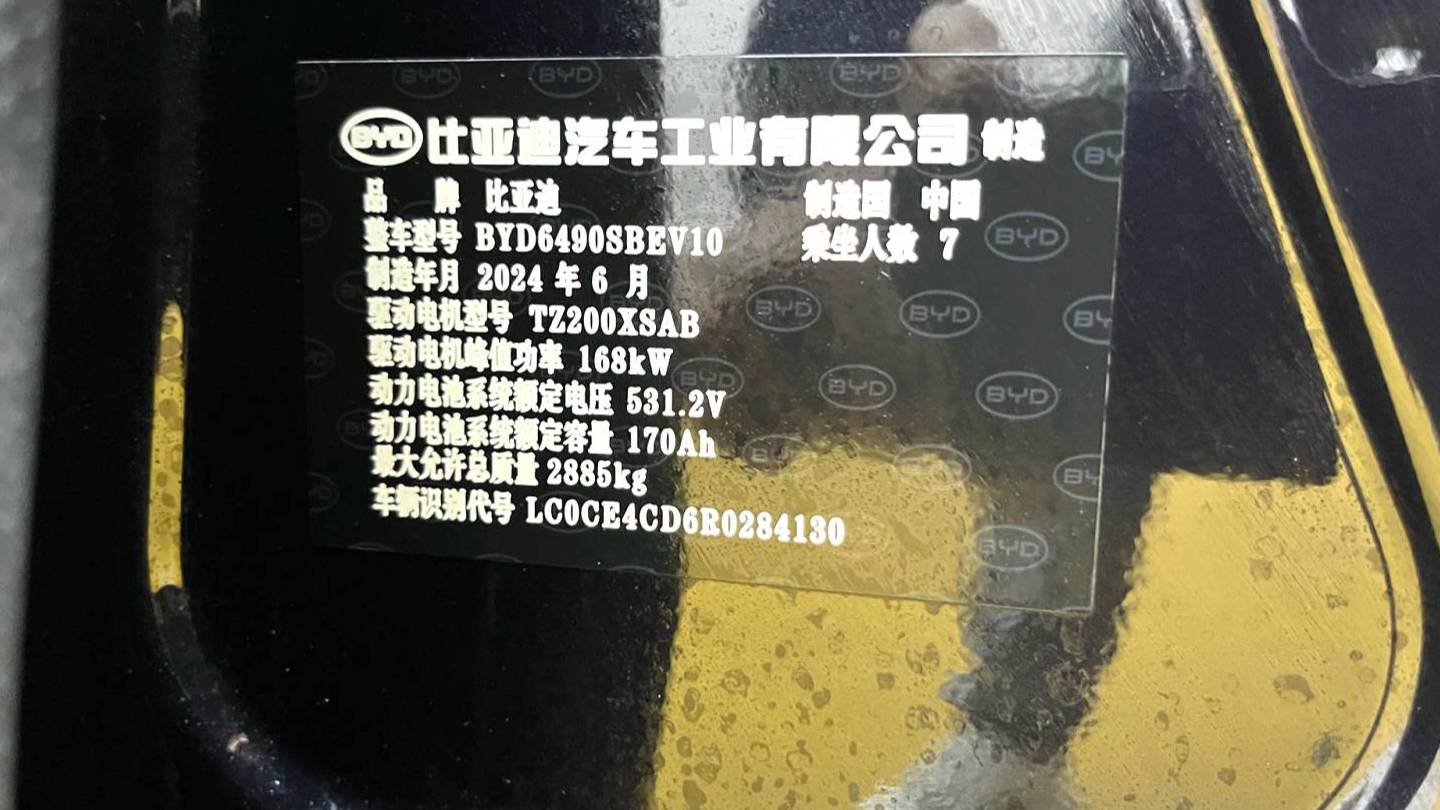 BYD 比亚迪汽车工业有限公司 制造
品 牌 比亚迪 制造国 中国
整车型号 BYD6490SBEV10 乘坐人数 7
制造年月 2024 年 6 月
驱动电机型号 TZ200XSAB
驱动电机峰值功率 168kW
动力电池系统额定电压 531.2V
动力电池系统额定容量 170Ah
最大允许总质量 2885kg
车辆识别代号 LC0CE4CD6R0284130